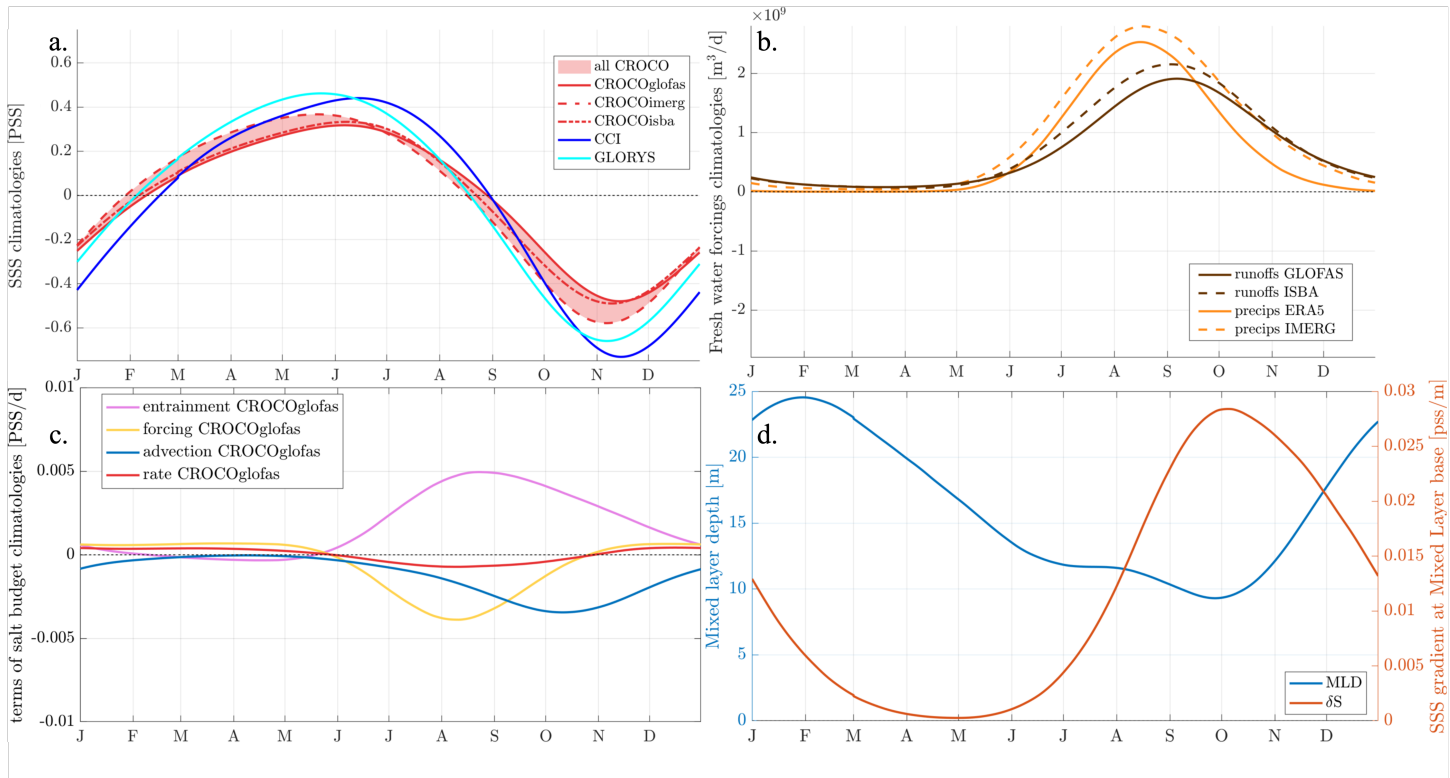 a.
SSS climatologies |PSS|
0.6
0.4
0.2
0
-0.2
-0.4
-0.6
all CROCO
CROCOglofas
CROCOimerg
CROCOisba
CCI
GLORYS
J F M A M J J A S O N D
b.
×10⁹
Fresh water forcings climatologies [m³/d]
2
1
0
-1
-2
runoffs GLOFAS
runoffs ISBA
precips ERA5
precips IMERG
J F M A M J J A S O N D
c.
terms of salt budget climatologies [PSS/d]
0.01
0.005
0
-0.005
-0.01
entrainment CROCOglofas
forcing CROCOglofas
advection CROCOglofas
rate CROCOglofas
J F M A M J J A S O N D
d.
Mixed layer depth [m]
25
20
15
10
5
0
SSS gradient at Mixed Layer base [pss/m]
0.03
0.025
0.02
0.015
0.01
0.005
0
MLD
δS
J F M A M J J A S O N D